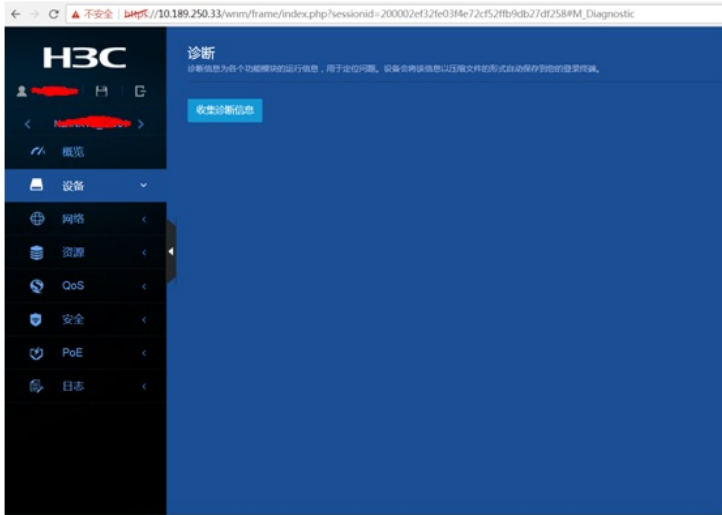 不安全 | https://10.189.250.33/wnm/frame/index.php?sessionid=200002ef32fe03f4e72cf52ffb9db27df258#M_Diagnostic
H3C
诊断
诊断信息为各个功能模块的运行信息，用于定位问题。设备会将该信息以压缩文件的形式自动保存到您的登录终端。
收集诊断信息
概览
设备
网络
资源
QoS
安全
PoE
日志